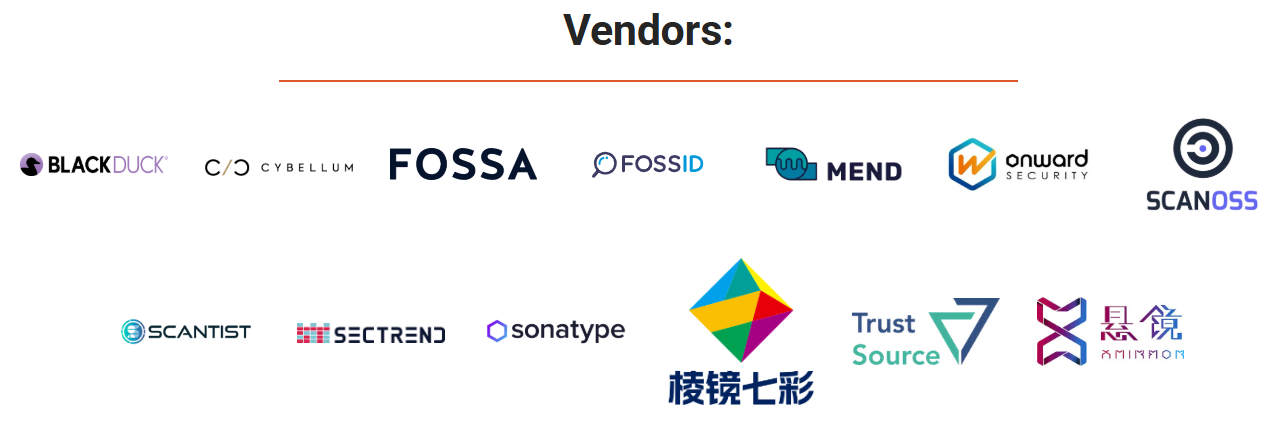 Vendors:
BLACKDUCK®
C/C CYBELLUM
FOSSA
FOSSID
MEND
onward
SECURITY
SCANOSS
SCANTIST
SECTREND
sonatype
棱镜七彩
Trust
Source
悬镜
XMIRROR